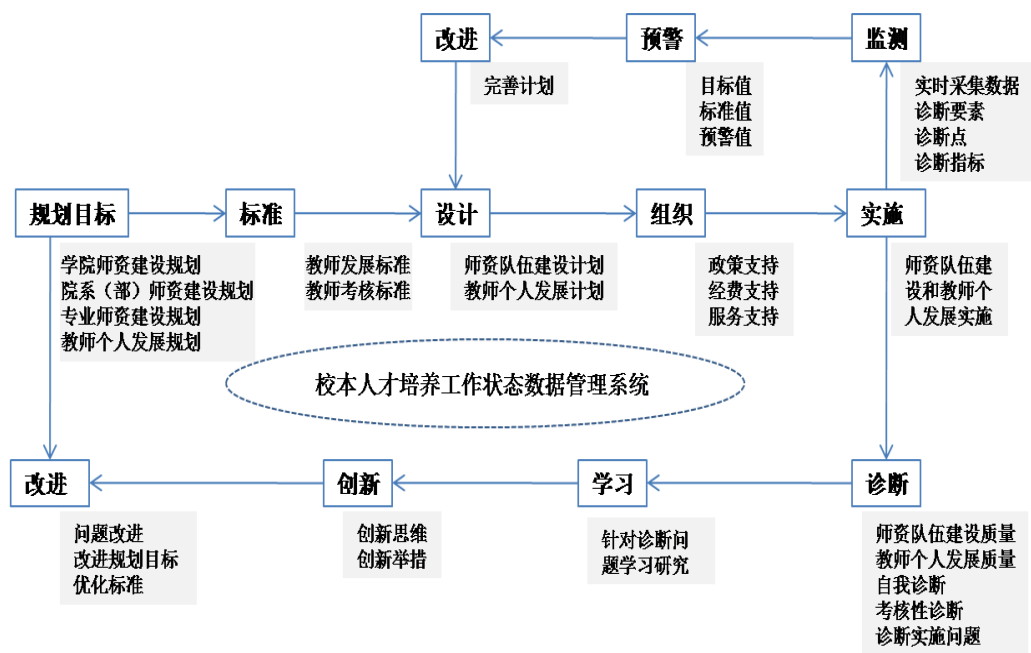 改进
预警
监测
完善计划
目标值
标准值
预警值
实时采集数据
诊断要素
诊断点
诊断指标
规划目标
标准
设计
组织
实施
学院师资建设规划
院系（部）师资建设规划
专业师资建设规划
教师个人发展规划
教师发展标准
教师考核标准
师资队伍建设计划
教师个人发展计划
政策支持
经费支持
服务支持
师资队伍建
设和教师个
人发展实施
校本人才培养工作状态数据管理系统
改进
创新
学习
诊断
问题改进
改进规划目标
优化标准
创新思维
创新举措
针对诊断问
题学习研究
师资队伍建设质量
教师个人发展质量
自我诊断
考核性诊断
诊断实施问题